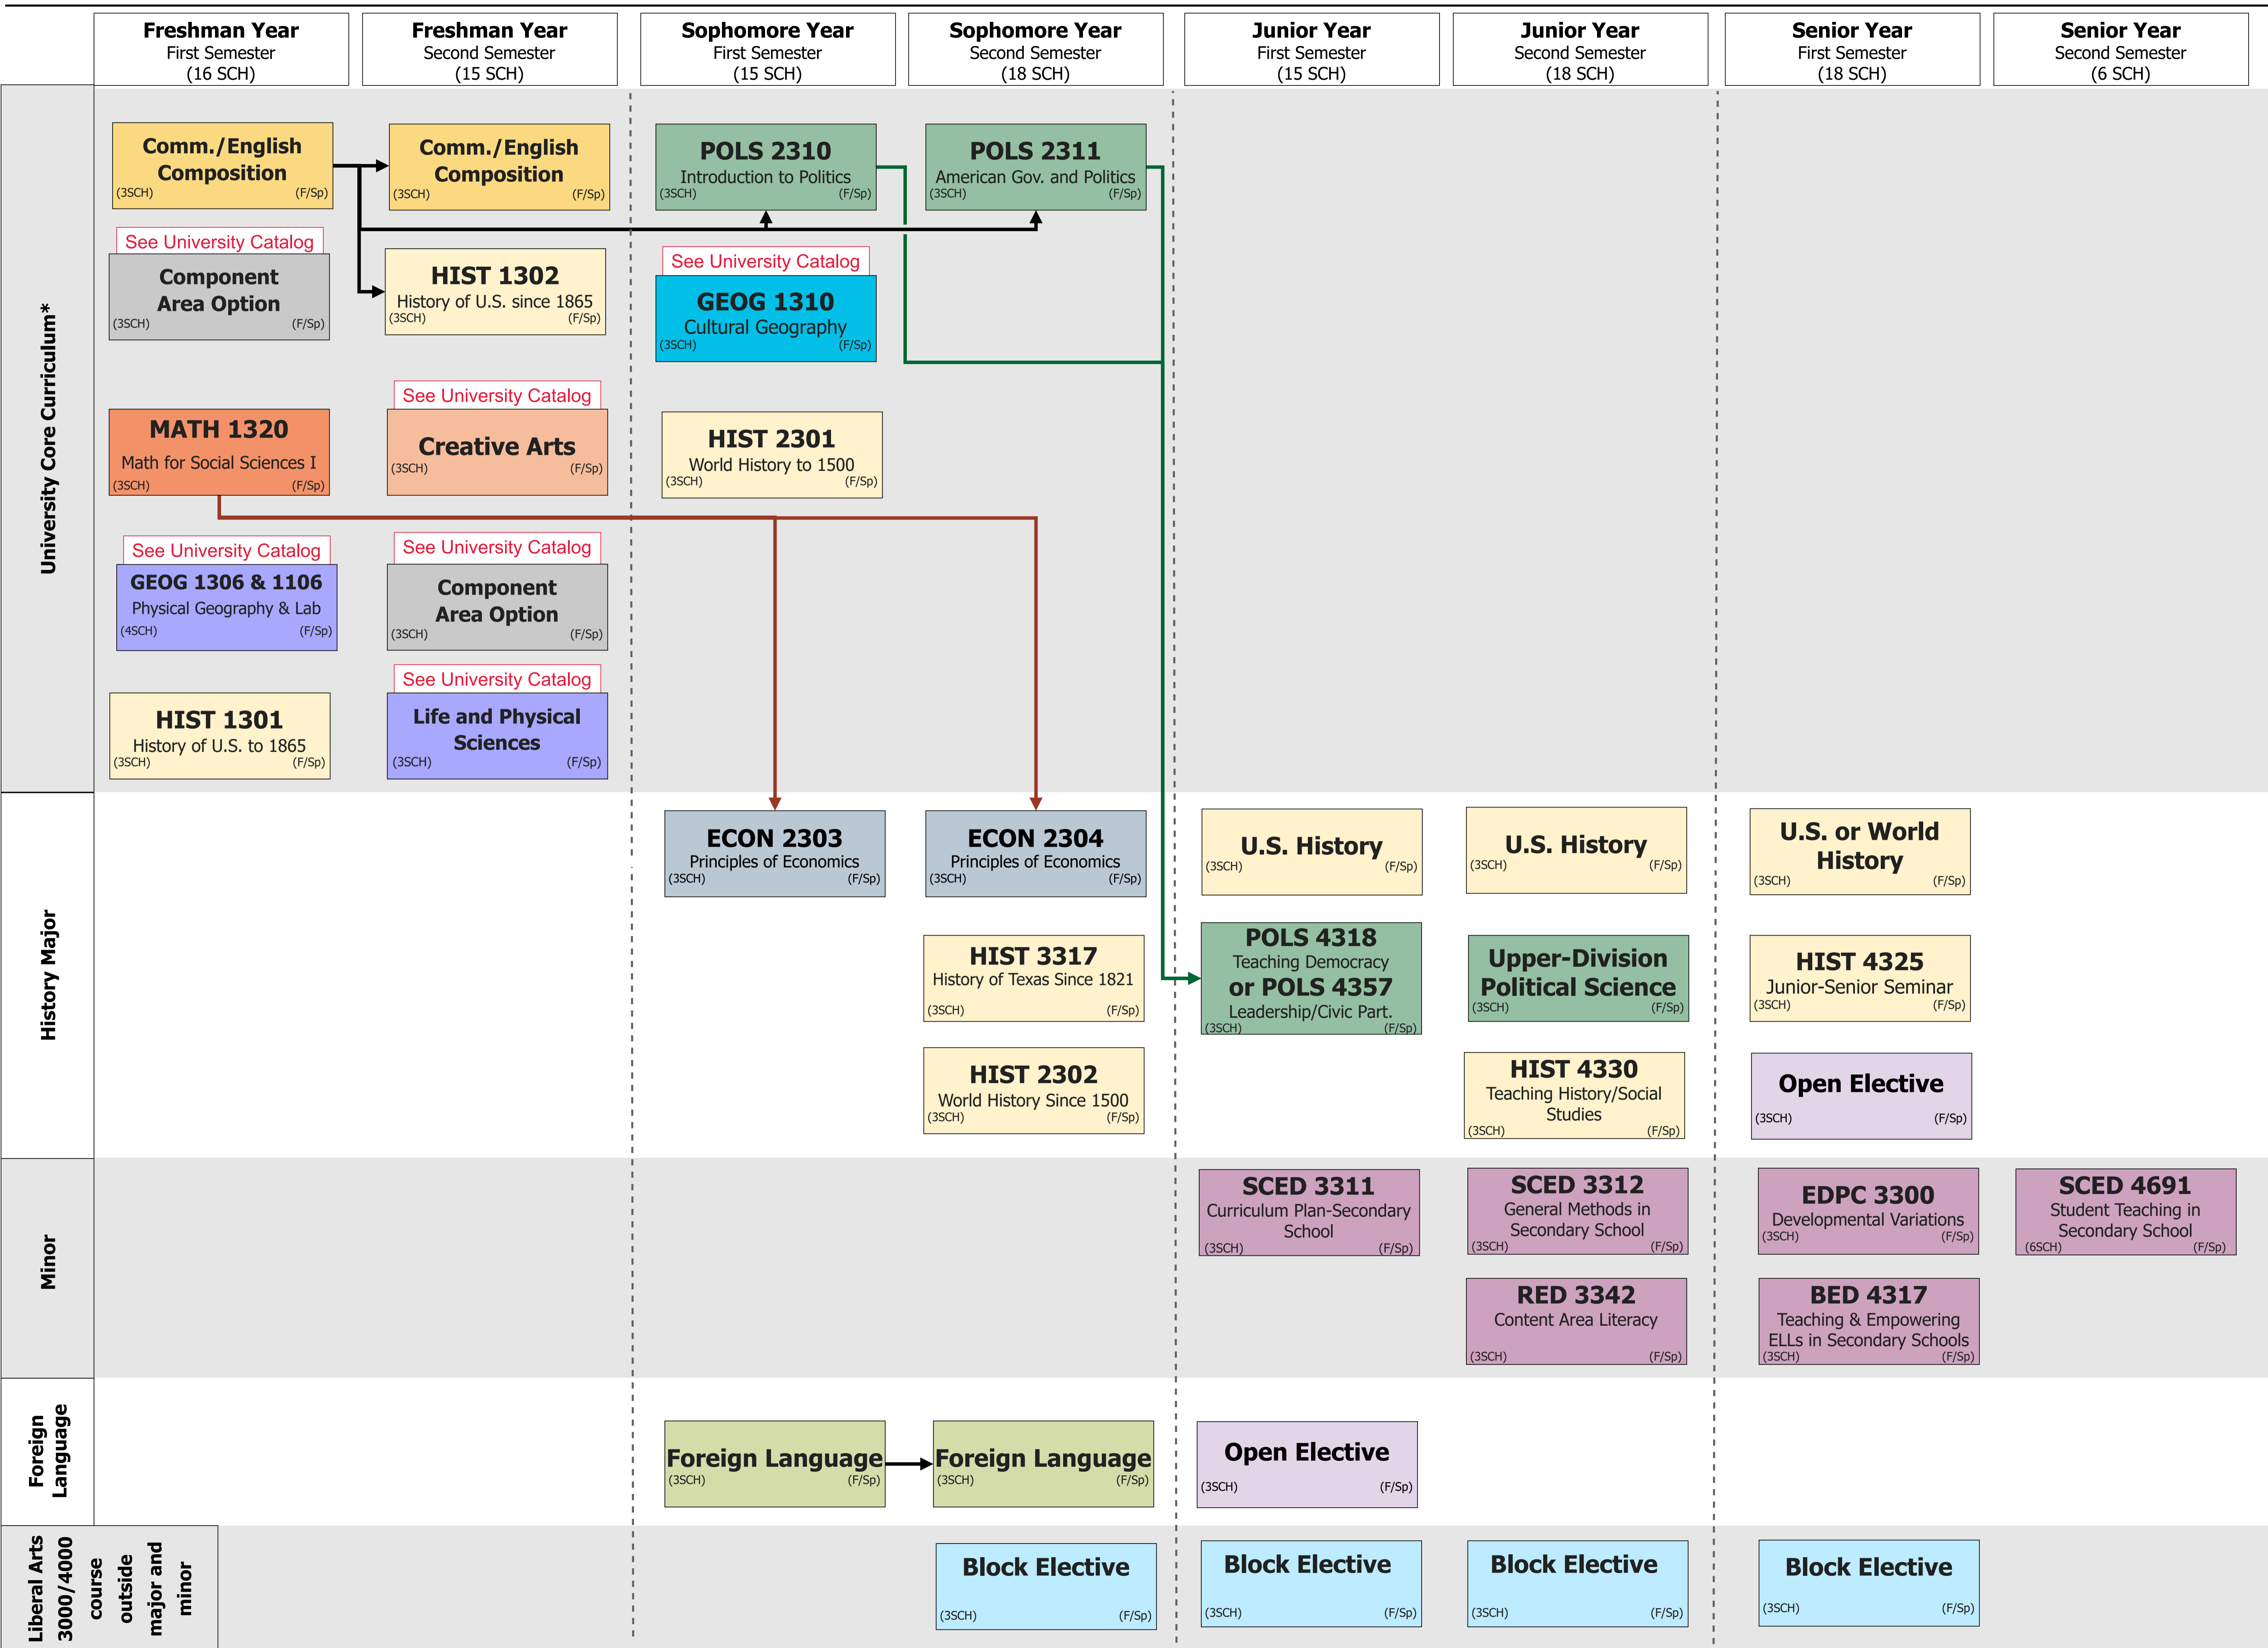 Freshman Year
First Semester
(16 SCH)
Freshman Year
Second Semester
(15 SCH)
Sophomore Year
First Semester
(15 SCH)
Sophomore Year
Second Semester
(18 SCH)
Junior Year
First Semester
(15 SCH)
Junior Year
Second Semester
(18 SCH)
Senior Year
First Semester
(18 SCH)
Senior Year
Second Semester
(6 SCH)
University Core Curriculum*
Comm./English
Composition
(3SCH) (F/Sp)
Comm./English
Composition
(3SCH) (F/Sp)
POLS 2310
Introduction to Politics
(3SCH) (F/Sp)
POLS 2311
American Gov. and Politics
(3SCH) (F/Sp)
See University Catalog
Component
Area Option
(3SCH) (F/Sp)
HIST 1302
History of U.S. since 1865
(3SCH) (F/Sp)
See University Catalog
GEOG 1310
Cultural Geography
(3SCH) (F/Sp)
MATH 1320
Math for Social Sciences I
(3SCH) (F/Sp)
See University Catalog
Creative Arts
(3SCH) (F/Sp)
HIST 2301
World History to 1500
(3SCH) (F/Sp)
See University Catalog
GEOG 1306 & 1106
Physical Geography & Lab
(4SCH) (F/Sp)
See University Catalog
Component
Area Option
(3SCH) (F/Sp)
HIST 1301
History of U.S. to 1865
(3SCH) (F/Sp)
See University Catalog
Life and Physical
Sciences
(3SCH) (F/Sp)
History Major
ECON 2303
Principles of Economics
(3SCH) (F/Sp)
ECON 2304
Principles of Economics
(3SCH) (F/Sp)
U.S. History
(3SCH) (F/Sp)
U.S. History
(3SCH) (F/Sp)
U.S. or World
History
(3SCH) (F/Sp)
HIST 3317
History of Texas Since 1821
(3SCH) (F/Sp)
POLS 4318
Teaching Democracy
or POLS 4357
Leadership/Civic Part.
(3SCH) (F/Sp)
Upper-Division
Political Science
(3SCH) (F/Sp)
HIST 4325
Junior-Senior Seminar
(3SCH) (F/Sp)
HIST 2302
World History Since 1500
(3SCH) (F/Sp)
HIST 4330
Teaching History/Social
Studies
(3SCH) (F/Sp)
Open Elective
(3SCH) (F/Sp)
Minor
SCED 3311
Curriculum Plan-Secondary
School
(3SCH) (F/Sp)
SCED 3312
General Methods in
Secondary School
(3SCH) (F/Sp)
EDPC 3300
Developmental Variations
(3SCH) (F/Sp)
SCED 4691
Student Teaching in
Secondary School
(6SCH) (F/Sp)
RED 3342
Content Area Literacy
(3SCH) (F/Sp)
BED 4317
Teaching & Empowering
ELLs in Secondary Schools
(3SCH) (F/Sp)
Foreign
Language
Foreign Language
(3SCH) (F/Sp)
Foreign Language
(3SCH) (F/Sp)
Open Elective
(3SCH) (F/Sp)
Liberal Arts
3000/4000
course
outside
major and
minor
Block Elective
(3SCH) (F/Sp)
Block Elective
(3SCH) (F/Sp)
Block Elective
(3SCH) (F/Sp)
Block Elective
(3SCH) (F/Sp)